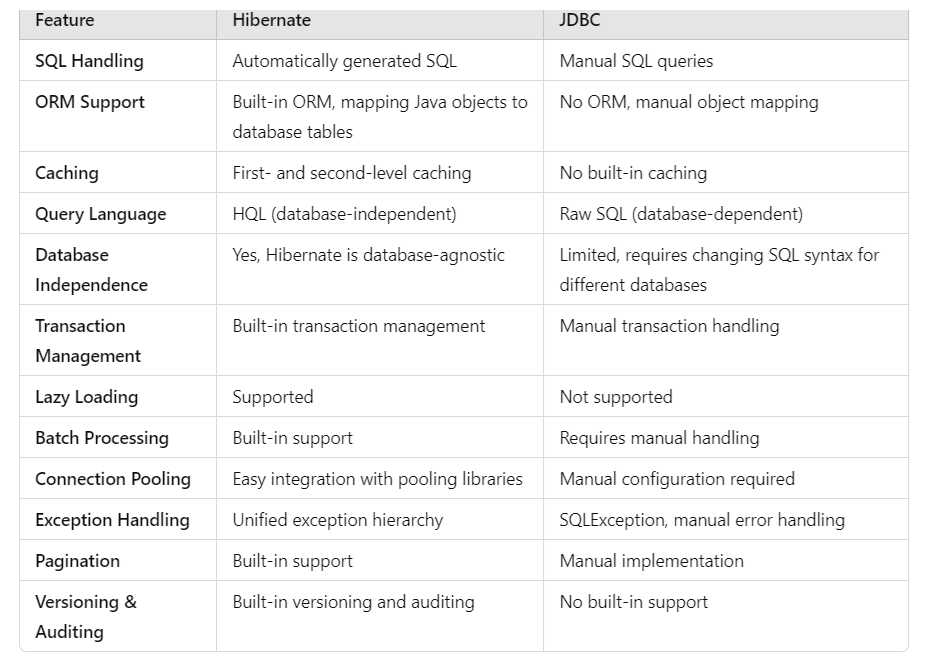 Feature Hibernate JDBC
SQL Handling Automatically generated SQL Manual SQL queries
ORM Support Built-in ORM, mapping Java objects to No ORM, manual object mapping
database tables
Caching First- and second-level caching No built-in caching
Query Language HQL (database-independent) Raw SQL (database-dependent)
Database Yes, Hibernate is database-agnostic Limited, requires changing SQL syntax for
Independence different databases
Transaction Built-in transaction management Manual transaction handling
Management
Lazy Loading Supported Not supported
Batch Processing Built-in support Requires manual handling
Connection Pooling Easy integration with pooling libraries Manual configuration required
Exception Handling Unified exception hierarchy SQLException, manual error handling
Pagination Built-in support Manual implementation
Versioning & Built-in versioning and auditing No built-in support
Auditing